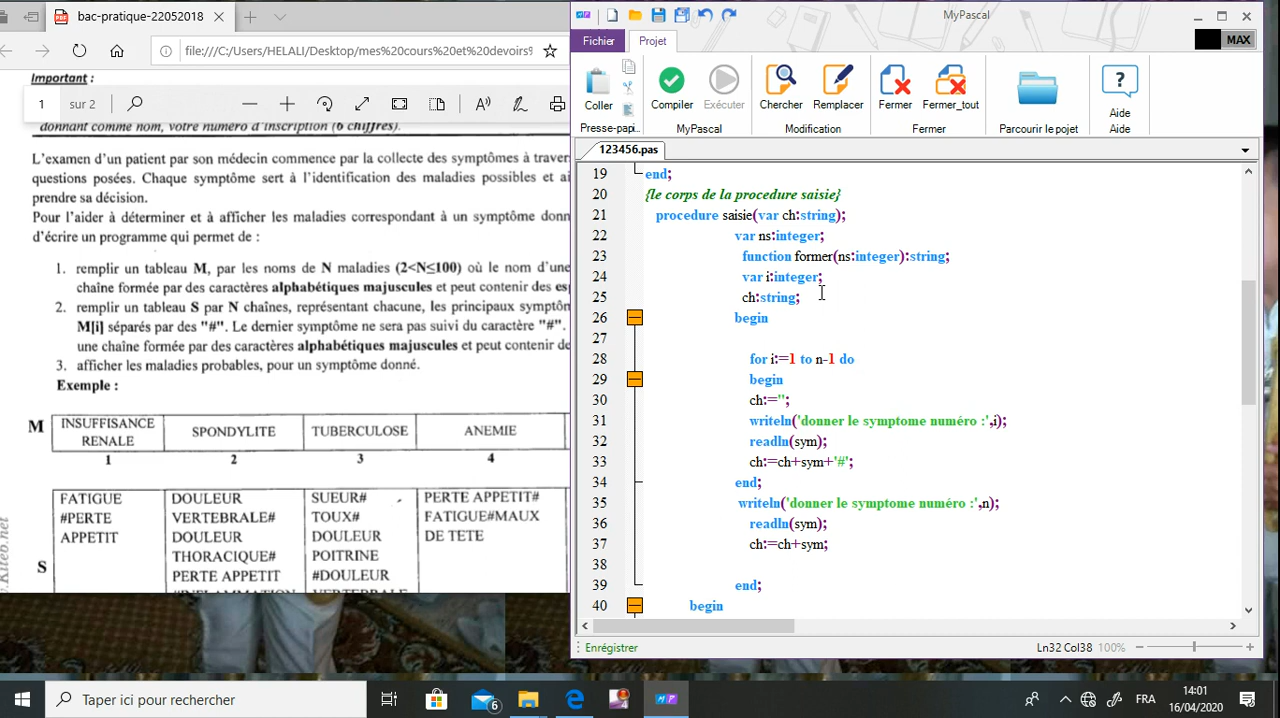 bac-pratique-22052018
file:///C:/Users/HELALI/Desktop/mes%20cours%20et%20devoirs%
Important :
1 sur 2
donnant comme nom, votre numéro d'inscription (6 chiffres).
L'examen d'un patient par son médecin commence par la collecte des symptômes à traver
questions posées. Chaque symptôme sert à l'identification des maladies possibles et ai
prendre sa décision.
Pour l'aider à déterminer et à afficher les maladies correspondant à un symptôme donn
d'écrire un programme qui permet de :
1. remplir un tableau M, par les noms de N maladies (2<N≤100) où le nom d'une
chaîne formée par des caractères alphabétiques majuscules et peut contenir des es
2. remplir un tableau S par N chaînes, représentant chacune, les principaux symptôm
M[i] séparés par des "#". Le dernier symptôme ne sera pas suivi du caractère "#".
une chaîne formée par des caractères alphabétiques majuscules et peut contenir de
3. afficher les maladies probables, pour un symptôme donné.
Exemple :
M
INSUFFISANCE
RENALE
SPONDYLITE
TUBERCULOSE
ANEMIE
1 2 3 4
S
FATIGUE
#PERTE
APPETIT
DOULEUR
VERTEBRALE#
DOULEUR
THORACIQUE#
PERTE APPETIT
#INFLAMMATION
SUEUR#
TOUX#
DOULEUR
POITRINE
#DOULEUR
VERTEBRALE
PERTE APPETIT#
FATIGUE#MAUX
DE TETE
.Kiteo.net
MyPascal
Fichier Projet
MAX
Coller
Compiler Exécuter
Chercher Remplacer
Fermer Fermer_tout
Aide
Presse-papi... MyPascal Modification Fermer Parcourir le projet Aide
123456.pas
19 end;
20 {le corps de la procedure saisie}
21 procedure saisie(var ch:string);
22 var ns:integer;
23 function former(ns:integer):string;
24 var i:integer;
25 ch:string;
26 begin
27
28 for i:=1 to n-1 do
29 begin
30 ch:='';
31 writeln('donner le symptome numéro :',i);
32 readln(sym);
33 ch:=ch+sym+'#';
34 end;
35 writeln('donner le symptome numéro :',n);
36 readln(sym);
37 ch:=ch+sym;
38
39 end;
40 begin
Enrégistrer
Ln32 Col38 100%
Taper ici pour rechercher
6
FRA
14:01
16/04/2020